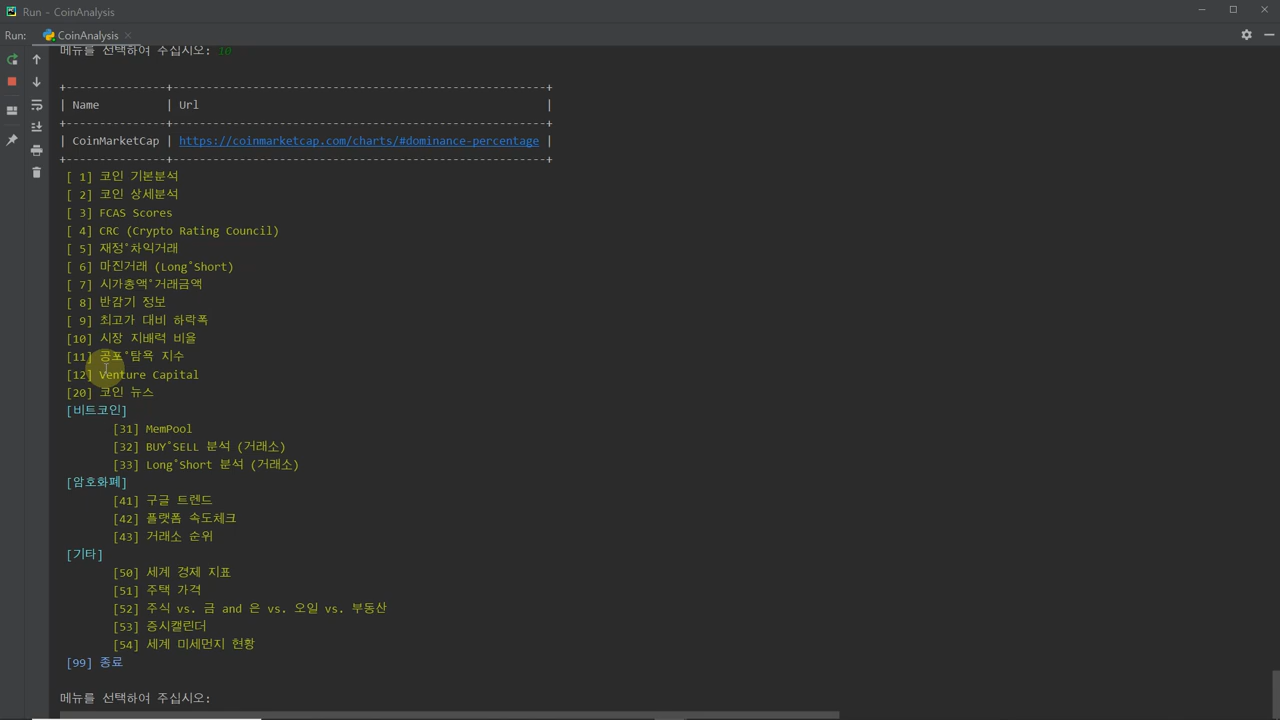 Run - CoinAnalysis
Run: CoinAnalysis
메뉴를 선택하여 주십시오: 10
+---------------+------------------------------------------------------+
| Name | Url |
+---------------+------------------------------------------------------+
| CoinMarketCap | https://coinmarketcap.com/charts/#dominance-percentage |
+---------------+------------------------------------------------------+
[ 1] 코인 기본분석
[ 2] 코인 상세분석
[ 3] FCAS Scores
[ 4] CRC (Crypto Rating Council)
[ 5] 재정°차익거래
[ 6] 마진거래 (Long°Short)
[ 7] 시가총액°거래금액
[ 8] 반감기 정보
[ 9] 최고가 대비 하락폭
[10] 시장 지배력 비율
[11] 공포°탐욕 지수
[12] Venture Capital
[20] 코인 뉴스
[비트코인]
[31] MemPool
[32] BUY°SELL 분석 (거래소)
[33] Long°Short 분석 (거래소)
[암호화폐]
[41] 구글 트렌드
[42] 플랫폼 속도체크
[43] 거래소 순위
[기타]
[50] 세계 경제 지표
[51] 주택 가격
[52] 주식 vs. 금 and 은 vs. 오일 vs. 부동산
[53] 증시캘린더
[54] 세계 미세먼지 현황
[99] 종료
메뉴를 선택하여 주십시오: